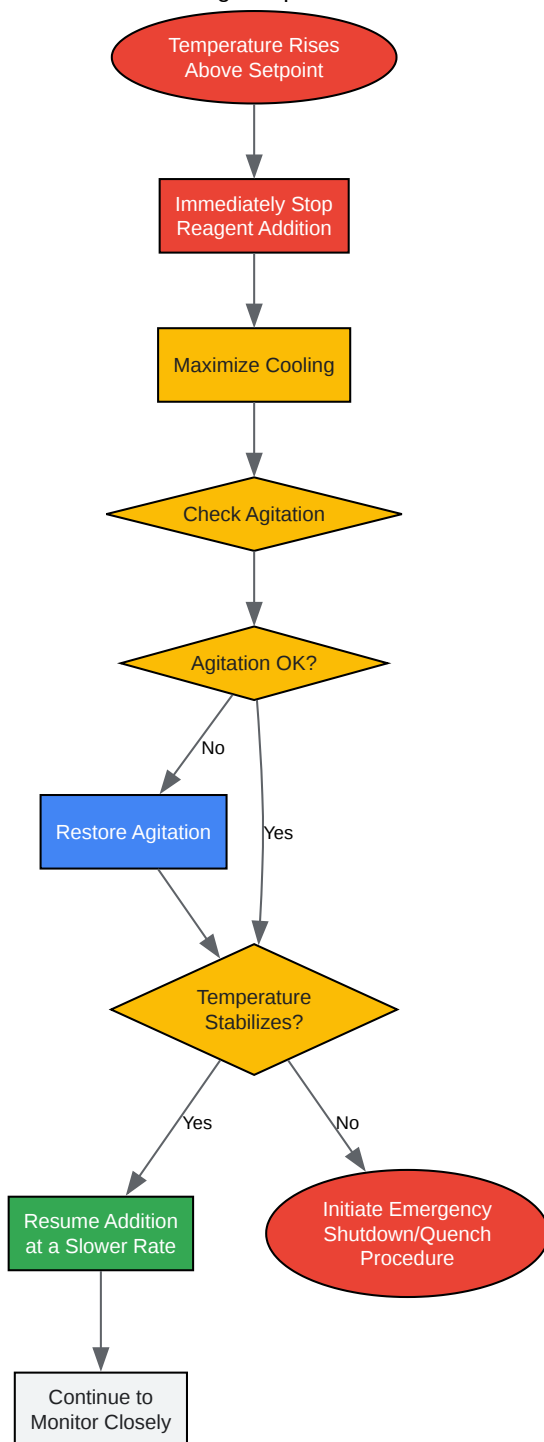 Temperature Rises
Above Setpoint
Immediately Stop
Reagent Addition
Maximize Cooling
Check Agitation
Agitation OK?
No
Restore Agitation
Yes
Temperature
Stabilizes?
Yes
No
Resume Addition
at a Slower Rate
Initiate Emergency
Shutdown/Quench
Procedure
Continue to
Monitor Closely